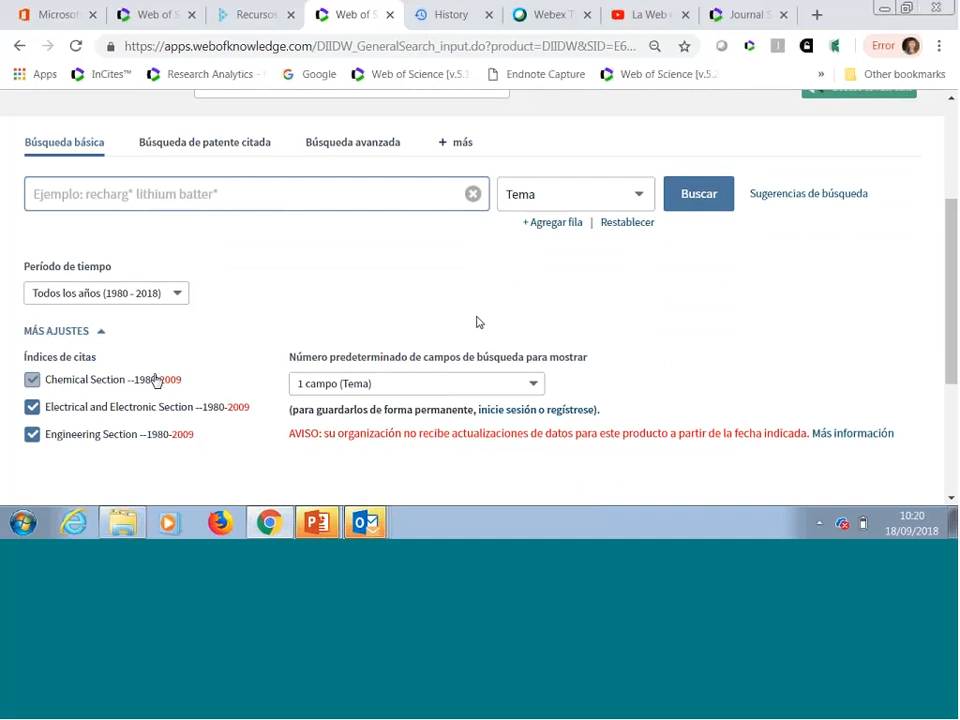 Microsof
Web of S
Recursos
Web of S
History
Webex T
La Web
Journal S
https://apps.webofknowledge.com/DIIDW_GeneralSearch_input.do?product=DIIDW&SID=E6...
Error
Apps
InCites™
Research Analytics -
Google
Web of Science [v.5.1
Endnote Capture
Web of Science [v.5.2
»
Other bookmarks
Búsqueda básica
Búsqueda de patente citada
Búsqueda avanzada
+ más
Ejemplo: recharg* lithium batter*
Tema
Buscar
Sugerencias de búsqueda
+ Agregar fila | Restablecer
Período de tiempo
Todos los años (1980 - 2018)
MÁS AJUSTES
Índices de citas
Chemical Section --1980-2009
Electrical and Electronic Section --1980-2009
Engineering Section --1980-2009
Número predeterminado de campos de búsqueda para mostrar
1 campo (Tema)
(para guardarlos de forma permanente, inicie sesión o regístrese).
AVISO: su organización no recibe actualizaciones de datos para este producto a partir de la fecha indicada. Más información
10:20
18/09/2018